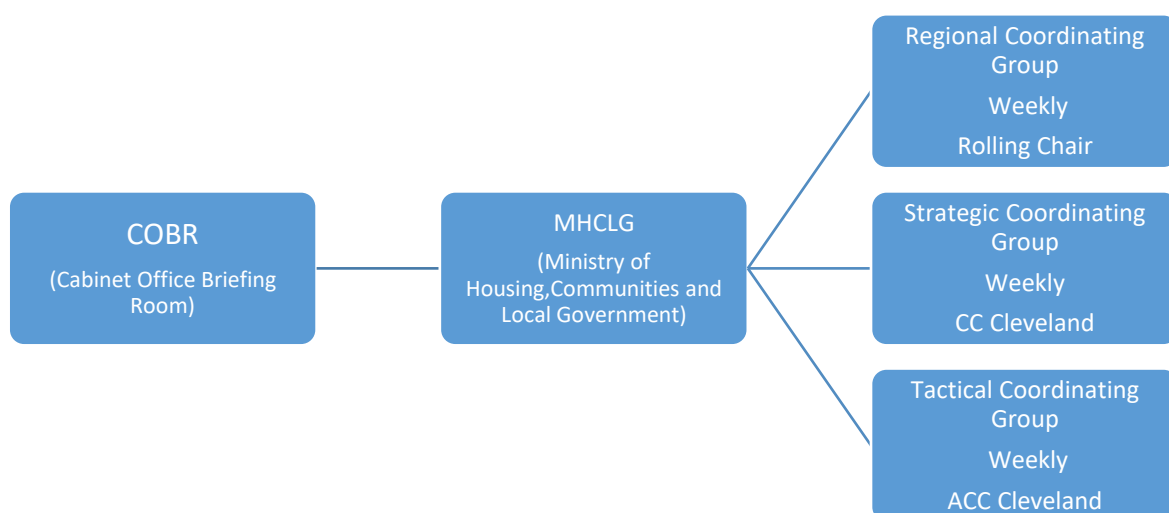 COBR
(Cabinet Office Briefing
Room)
MHCLG
(Ministry of
Housing,Communities and
Local Government)
Regional Coordinating
Group
Weekly
Rolling Chair
Strategic Coordinating
Group
Weekly
CC Cleveland
Tactical Coordinating
Group
Weekly
ACC Cleveland